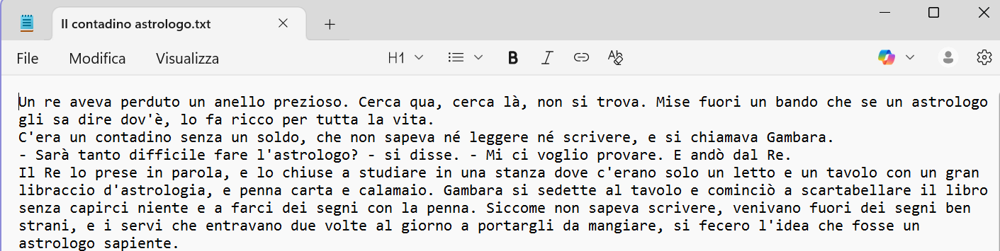 Il contadino astrologo.txt
File Modifica Visualizza H1 B I
Un re aveva perduto un anello prezioso. Cerca qua, cerca là, non si trova. Mise fuori un bando che se un astrologo
gli sa dire dov'è, lo fa ricco per tutta la vita.
C'era un contadino senza un soldo, che non sapeva né leggere né scrivere, e si chiamava Gambara.
- Sarà tanto difficile fare l'astrologo? - si disse. - Mi ci voglio provare. E andò dal Re.
Il Re lo prese in parola, e lo chiuse a studiare in una stanza dove c'erano solo un letto e un tavolo con un gran
libraccio d'astrologia, e penna carta e calamaio. Gambara si sedette al tavolo e cominciò a scartabellare il libro
senza capirci niente e a farci dei segni con la penna. Siccome non sapeva scrivere, venivano fuori dei segni ben
strani, e i servi che entravano due volte al giorno a portargli da mangiare, si fecero l'idea che fosse un
astrologo sapiente.